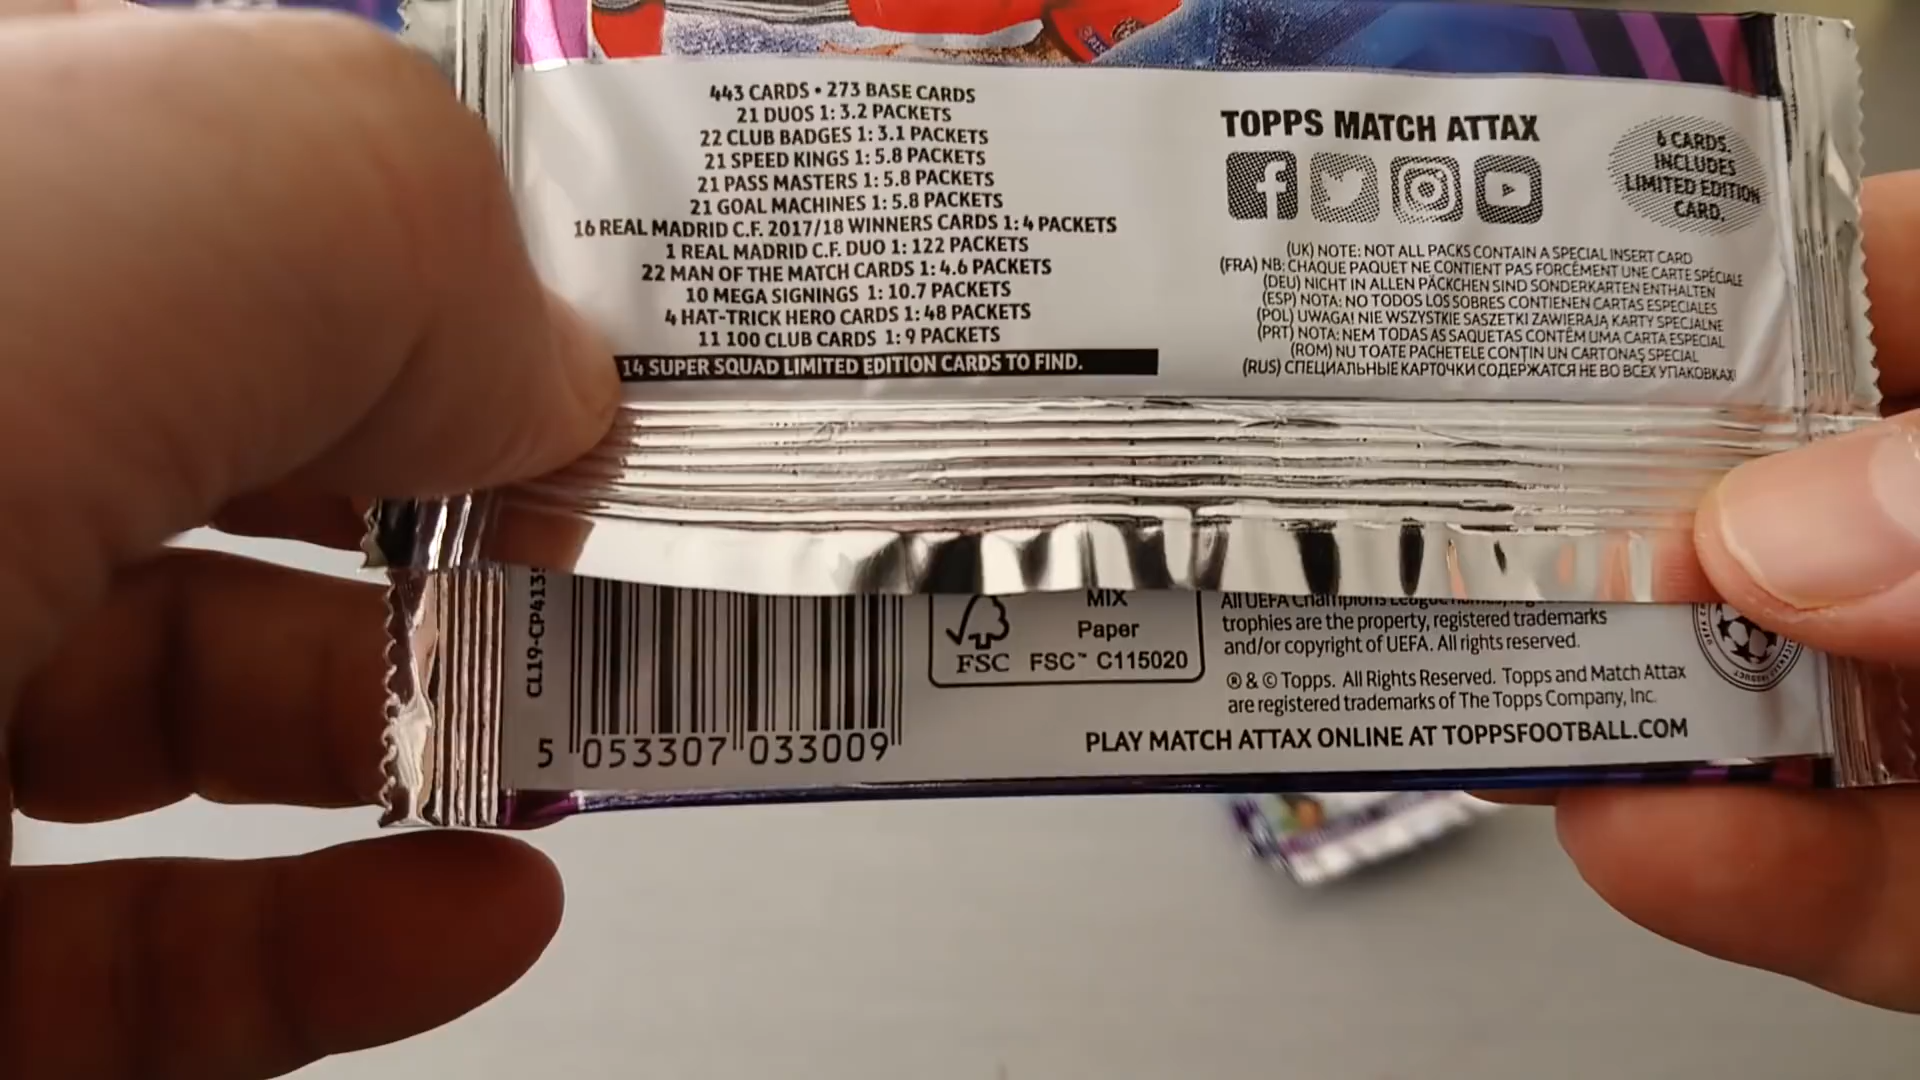 443 CARDS • 273 BASE CARDS
21 DUOS 1: 3.2 PACKETS
22 CLUB BADGES 1: 3.1 PACKETS
21 SPEED KINGS 1: 5.8 PACKETS
21 PASS MASTERS 1: 5.8 PACKETS
21 GOAL MACHINES 1: 5.8 PACKETS
16 REAL MADRID C.F. 2017/18 WINNERS CARDS 1: 4 PACKETS
1 REAL MADRID C.F. DUO 1: 122 PACKETS
22 MAN OF THE MATCH CARDS 1: 4.6 PACKETS
10 MEGA SIGNINGS 1: 10.7 PACKETS
4 HAT-TRICK HERO CARDS 1: 48 PACKETS
11 100 CLUB CARDS 1: 9 PACKETS
14 SUPER SQUAD LIMITED EDITION CARDS TO FIND.
TOPPS MATCH ATTAX
6 CARDS.
INCLUDES
LIMITED EDITION
CARD.
(UK) NOTE: NOT ALL PACKS CONTAIN A SPECIAL INSERT CARD
(FRA) NB: CHAQUE PAQUET NE CONTIENT PAS FORCÉMENT UNE CARTE SPÉCIALE
(DEU) NICHT IN ALLEN PÄCKCHEN SIND SONDERKARTEN ENTHALTEN
(ESP) NOTA: NO TODOS LOS SOBRES CONTIENEN CARTAS ESPECIALES
(POL) UWAGA! NIE WSZYSTKIE SASZETKI ZAWIERAJĄ KARTY SPECJALNE
(PRT) NOTA: NEM TODAS AS SAQUETAS CONTÊM UMA CARTA ESPECIAL
(ROM) NU TOATE PACHETELE CONȚIN UN CARTONAȘ SPECIAL
(RUS) СПЕЦИАЛЬНЫЕ КАРТОЧКИ СОДЕРЖАТСЯ НЕ ВО ВСЕХ УПАКОВКАХ
CL19-CP4135
5 053307 033009
MIX
Paper
FSC FSC™ C115020
All UEFA Champions League
trophies are the property, registered trademarks
and/or copyright of UEFA. All rights reserved.
® & © Topps. All Rights Reserved. Topps and Match Attax
are registered trademarks of The Topps Company, Inc.
PLAY MATCH ATTAX ONLINE AT TOPPSFOOTBALL.COM